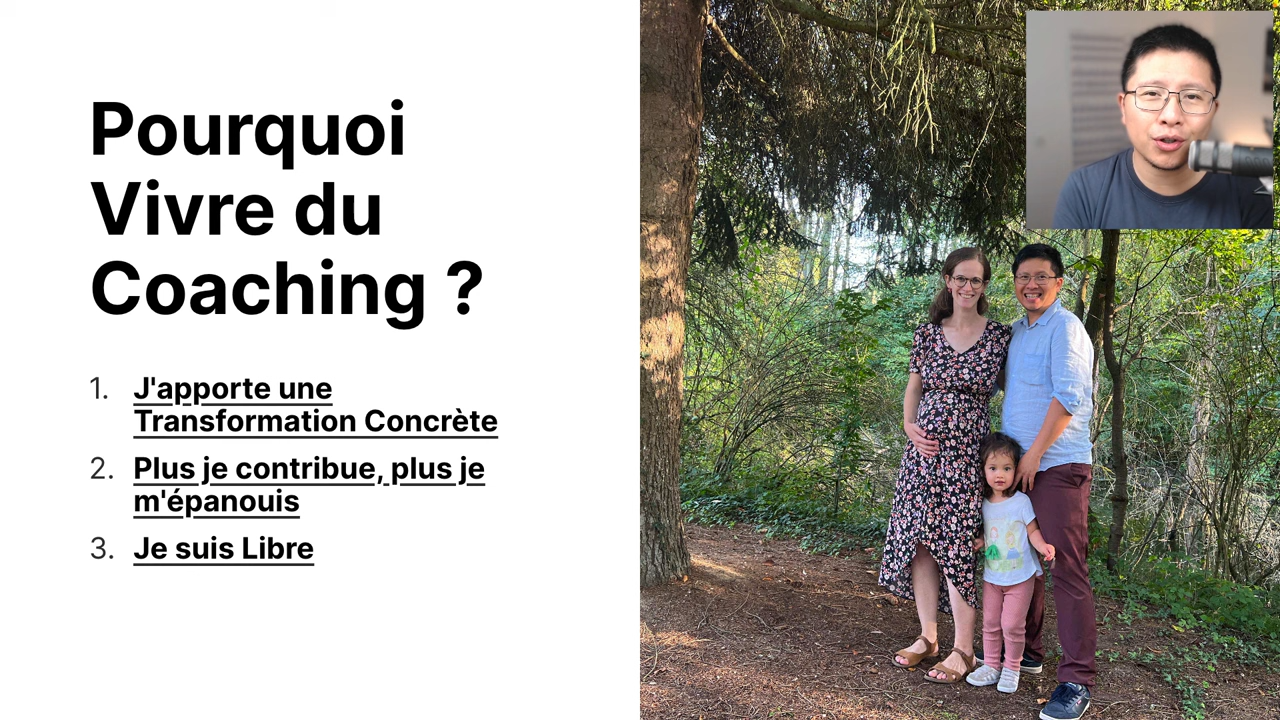 Pourquoi
Vivre du
Coaching ?
1. J'apporte une
Transformation Concrète
2. Plus je contribue, plus je
m'épanouis
3. Je suis Libre